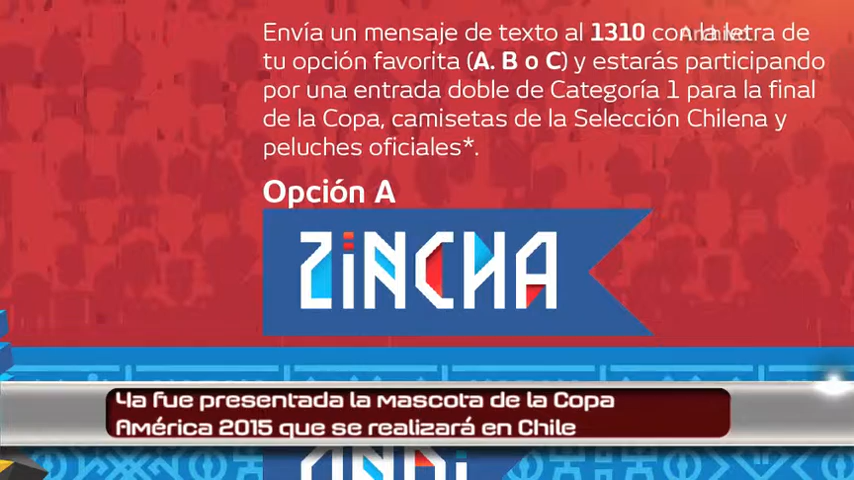 Envía un mensaje de texto al 1310 con la letra de
tu opción favorita (A. B o C) y estarás participando
por una entrada doble de Categoría 1 para la final
de la Copa, camisetas de la Selección Chilena y
peluches oficiales*.
Opción A
ZiNCHA
Ya fue presentada la mascota de la Copa
América 2015 que se realizará en Chile